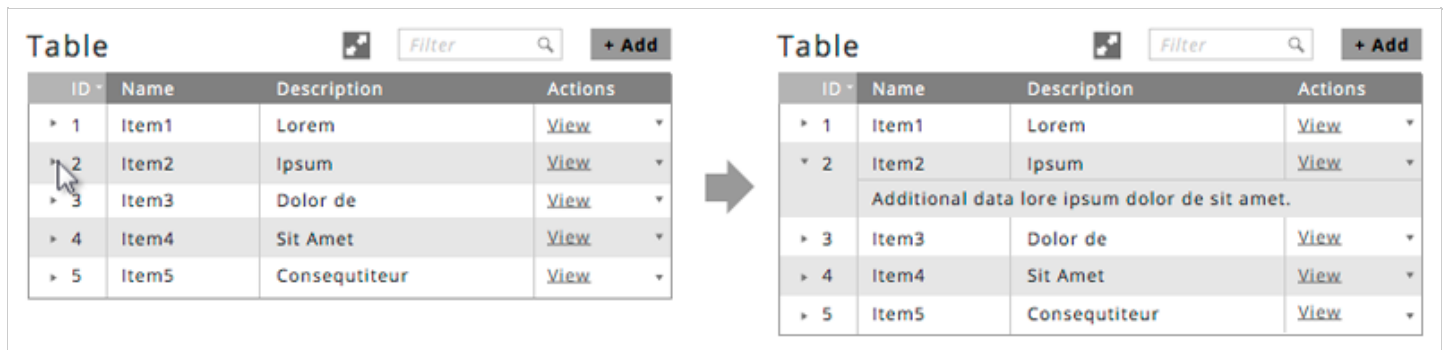 Table Filter + Add
ID Name Description Actions
1 Item1 Lorem View
2 Item2 Ipsum View
3 Item3 Dolor de View
4 Item4 Sit Amet View
5 Item5 Consequtiteur View
Table Filter + Add
ID Name Description Actions
1 Item1 Lorem View
2 Item2 Ipsum View
Additional data lore ipsum dolor de sit amet.
3 Item3 Dolor de View
4 Item4 Sit Amet View
5 Item5 Consequtiteur View